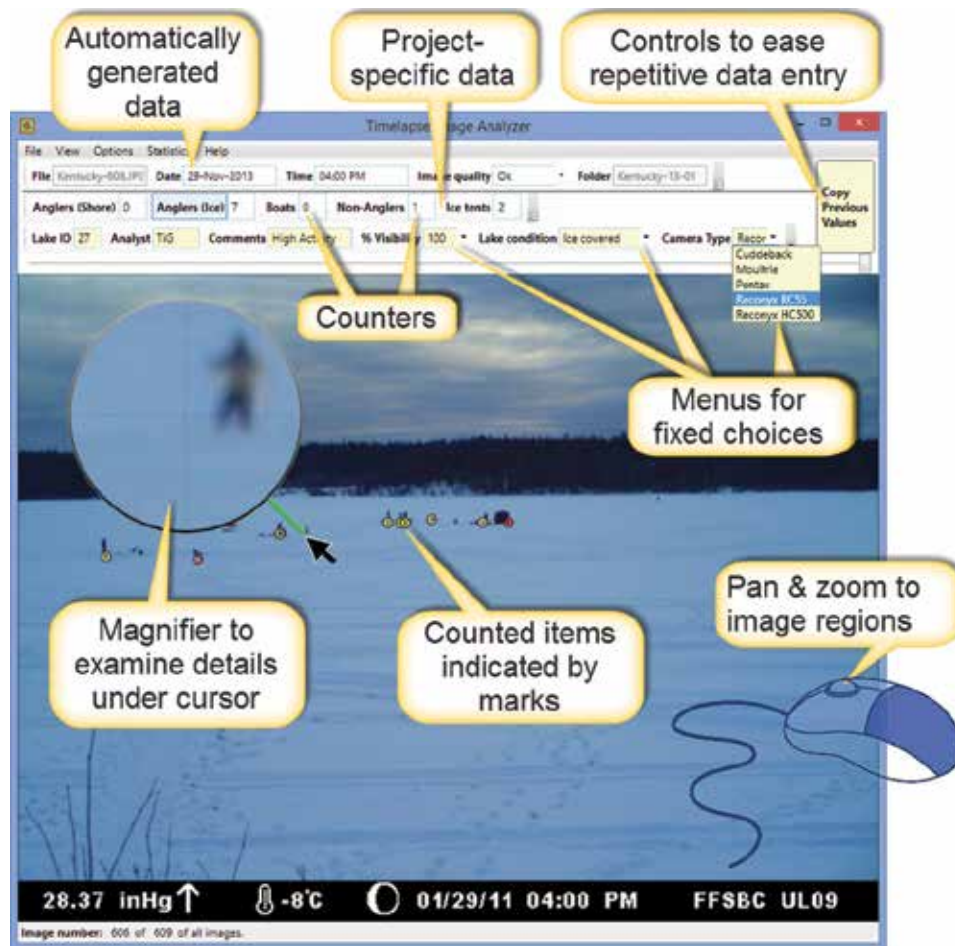 Automatically
generated
data
Project-
specific data
Controls to ease
repetitive data entry
Timelapse Image Analyzer
File View Options Statistics Help
File Kentucky-606.JPG Date 29-Nov-2013 Time 04:00 PM Image quality Ok Folder Kentucky-13-01
Anglers (Shore) 0 Anglers (Ice) 7 Boats 0 Non-Anglers 1 Ice tents 2
Copy
Previous
Values
Lake ID 27 Analyst TiG Comments High Activity % Visibility 100 Lake condition Ice covered Camera Type Recor
Cuddeback
Moultrie
Pentax
Reconyx RC55
Reconyx HC500
Counters
Menus for
fixed choices
Magnifier to
examine details
under cursor
Counted items
indicated by
marks
Pan & zoom to
image regions
28.37 inHg -8°C 01/29/11 04:00 PM FFSBC UL09
Image number: 606 of 609 of all images.